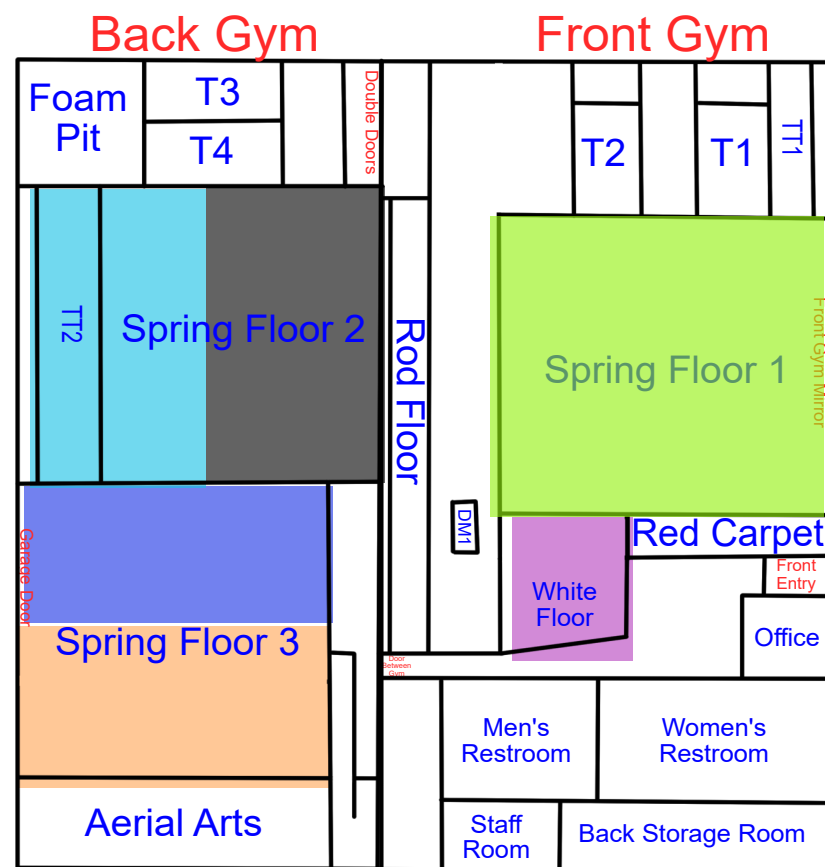 Back Gym
Front Gym
Foam
Pit
T3
T4
Double Doors
T2
T1
TT1
TT2
Spring Floor 2
Rod Floor
Spring Floor 1
Front Gym Mirror
DM1
Red Carpet
Garage Door
White
Floor
Front
Entry
Spring Floor 3
Office
Door
Between
Gym
Men's
Restroom
Women's
Restroom
Aerial Arts
Staff
Room
Back Storage Room